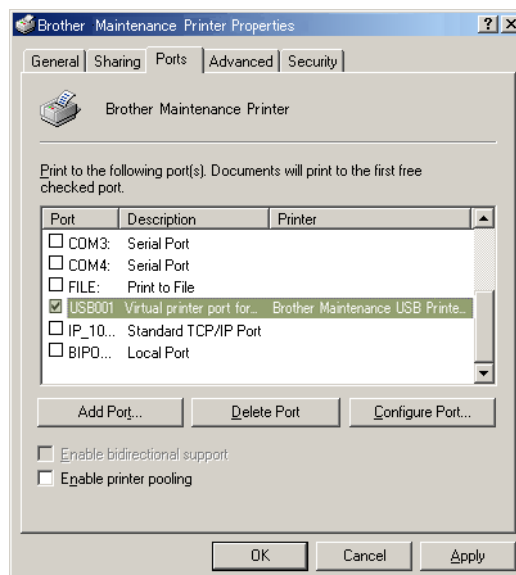 Brother Maintenance Printer Properties
General Sharing Ports Advanced Security
Brother Maintenance Printer
Print to the following port(s). Documents will print to the first free
checked port.
Port Description Printer
COM3: Serial Port
COM4: Serial Port
FILE: Print to File
USB001 Virtual printer port for... Brother Maintenance USB Printe...
IP_10... Standard TCP/IP Port
BIPO... Local Port
Add Port... Delete Port Configure Port...
Enable bidirectional support
Enable printer pooling
OK Cancel Apply